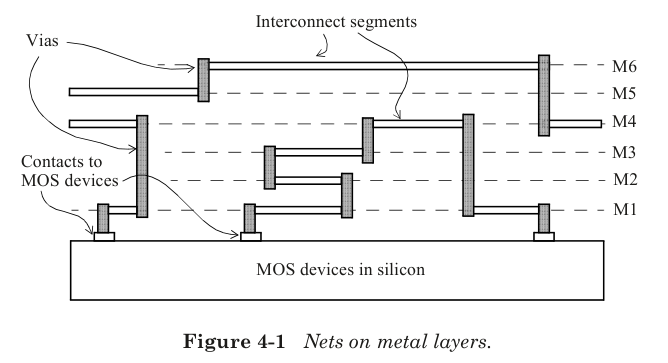 Interconnect segments
Vias
M6
M5
M4
M3
Contacts to
MOS devices
M2
M1
MOS devices in silicon
Figure 4-1 Nets on metal layers.